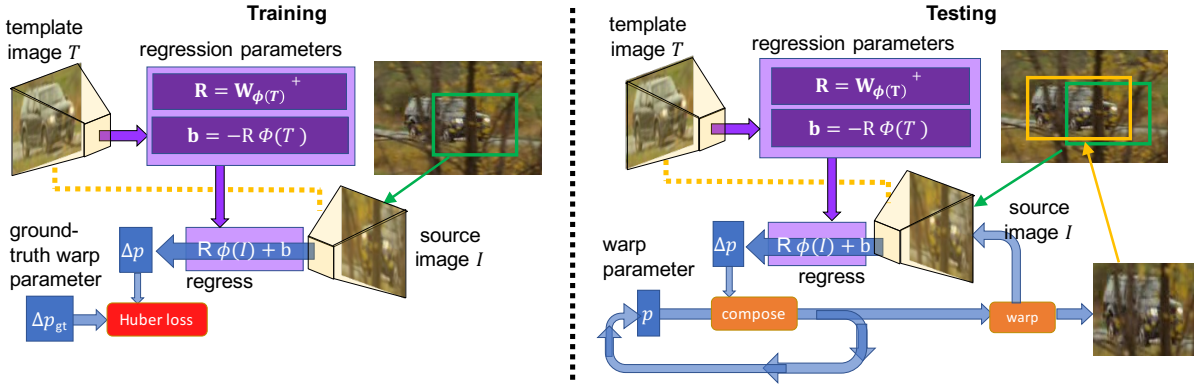 Training
template
image T
regression parameters
R = W_ϕ(T) ⁺
b = −R Φ(T)
ground-
truth warp
parameter
Δp
R ϕ(I) + b
regress
source
image I
Δp_gt
Huber loss
Testing
template
image T
regression parameters
R = W_ϕ(T) ⁺
b = −R Φ(T)
warp
parameter
Δp
R ϕ(I) + b
regress
source
image I
p
compose
warp